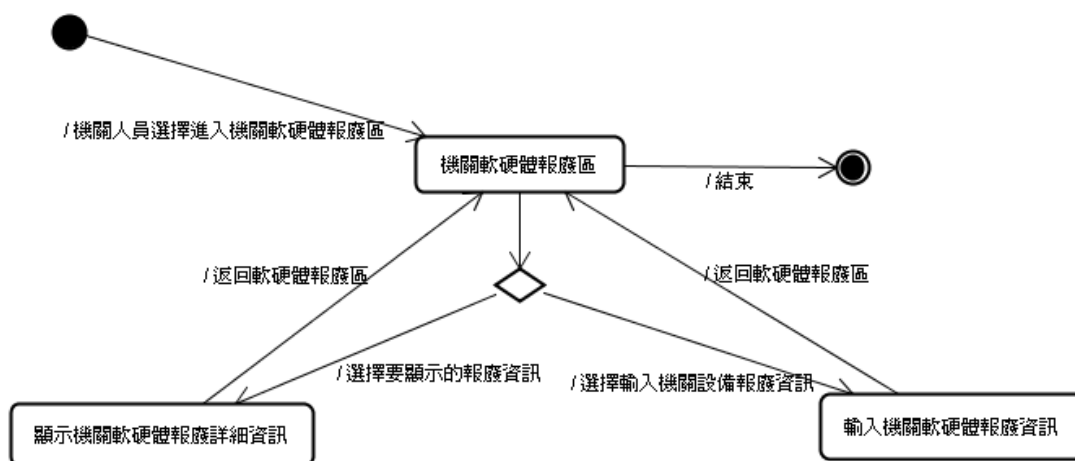 / 機關人員選擇進入機關軟硬體報廢區
機關軟硬體報廢區
/ 結束
/ 返回軟硬體報廢區
/ 返回軟硬體報廢區
/ 選擇要顯示的報廢資訊
/ 選擇輸入機關設備報廢資訊
顯示機關軟硬體報廢詳細資訊
輸入機關軟硬體報廢資訊